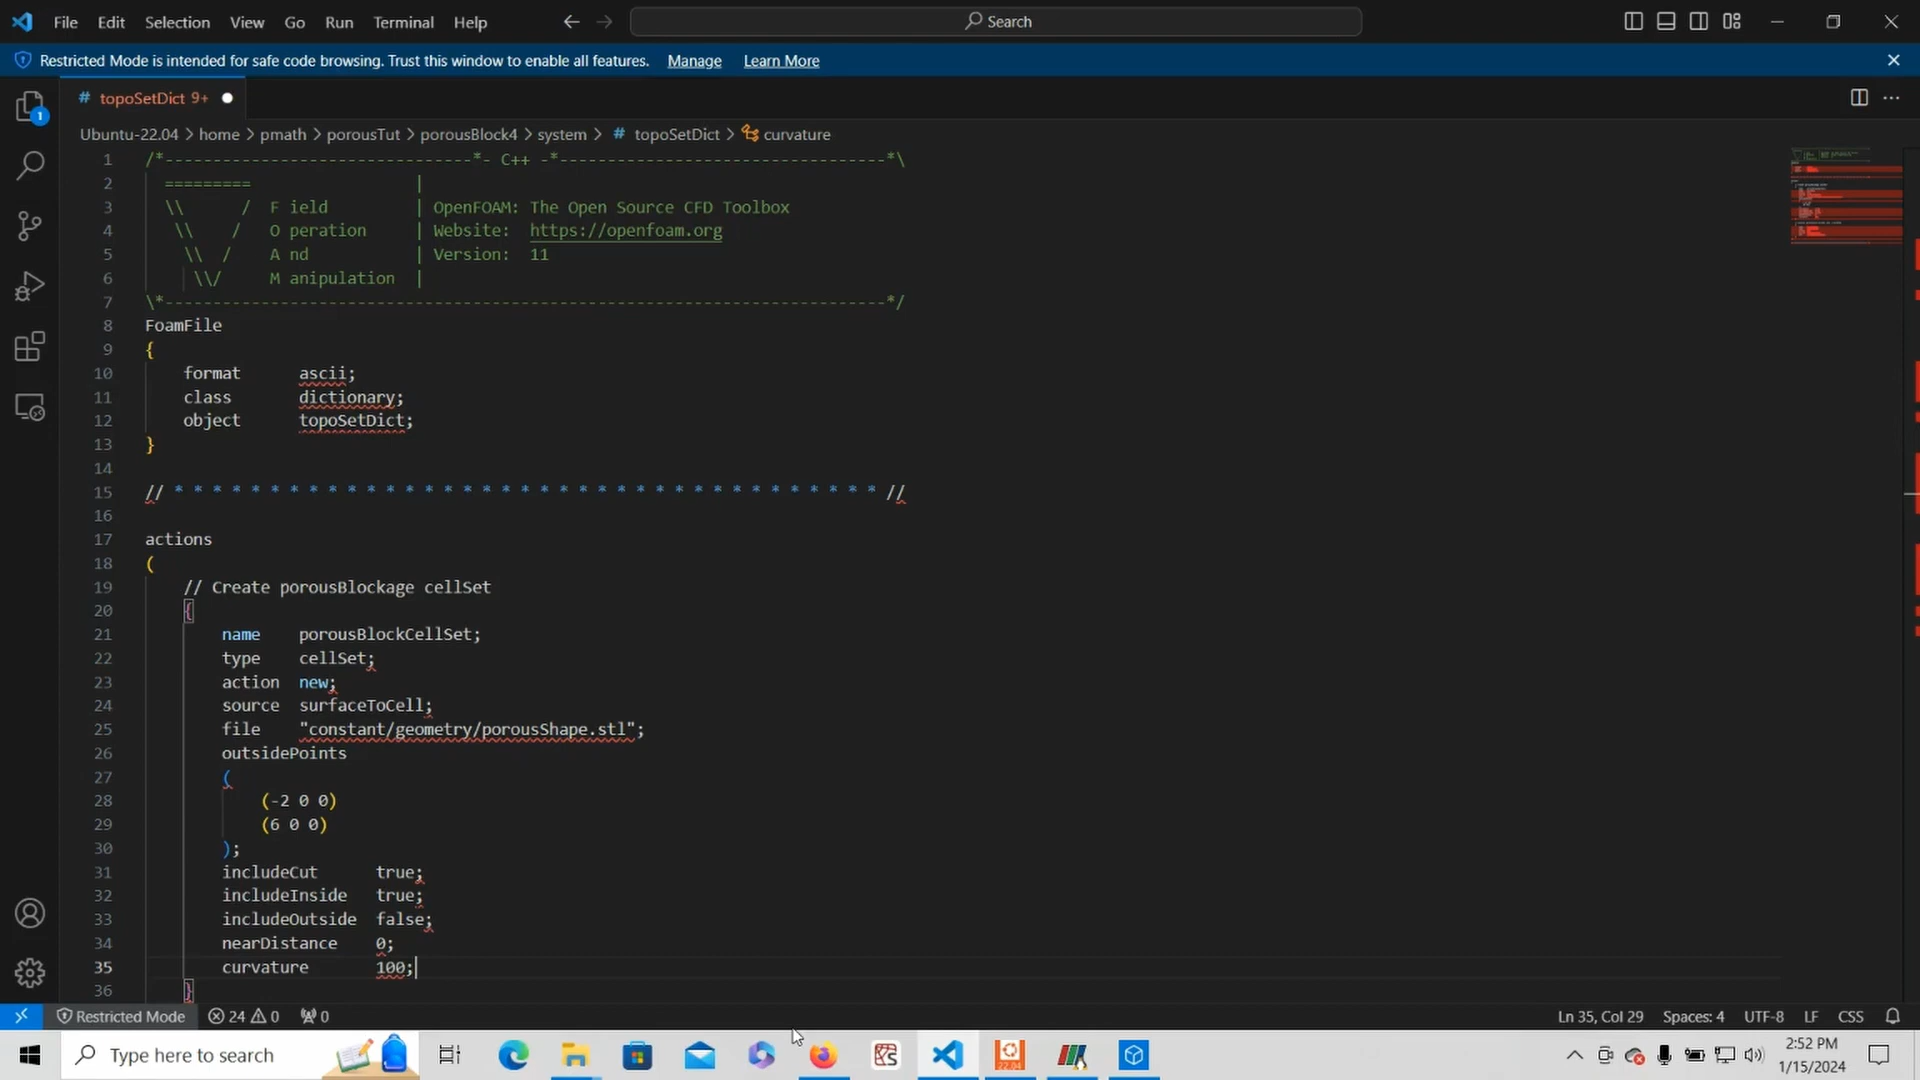 File Edit Selection View Go Run Terminal Help Search
Restricted Mode is intended for safe code browsing. Trust this window to enable all features. Manage Learn More
# topoSetDict 9+
Ubuntu-22.04 > home > pmath > porousTut > porousBlock4 > system > # topoSetDict > curvature
1 /*--------------------------------*- C++ -*----------------------------------*\
2 ========= |
3 \\ / F ield | OpenFOAM: The Open Source CFD Toolbox
4 \\ / O peration | Website: https://openfoam.org
5 \\ / A nd | Version: 11
6 \\/ M anipulation |
7 \*---------------------------------------------------------------------------*/
8 FoamFile
9 {
10 format ascii;
11 class dictionary;
12 object topoSetDict;
13 }
14
15 // * * * * * * * * * * * * * * * * * * * * * * * * * * * * * * * * * * * * * //
16
17 actions
18 (
19 // Create porousBlockage cellSet
20 {
21 name porousBlockCellSet;
22 type cellSet;
23 action new;
24 source surfaceToCell;
25 file "constant/geometry/porousShape.stl";
26 outsidePoints
27 (
28 (-2 0 0)
29 (6 0 0)
30 );
31 includeCut true;
32 includeInside true;
33 includeOutside false;
34 nearDistance 0;
35 curvature 100;
36 }
1
Restricted Mode 24 0 0 Ln 35, Col 29 Spaces: 4 UTF-8 LF CSS
Type here to search
22.04
2:52 PM
1/15/2024